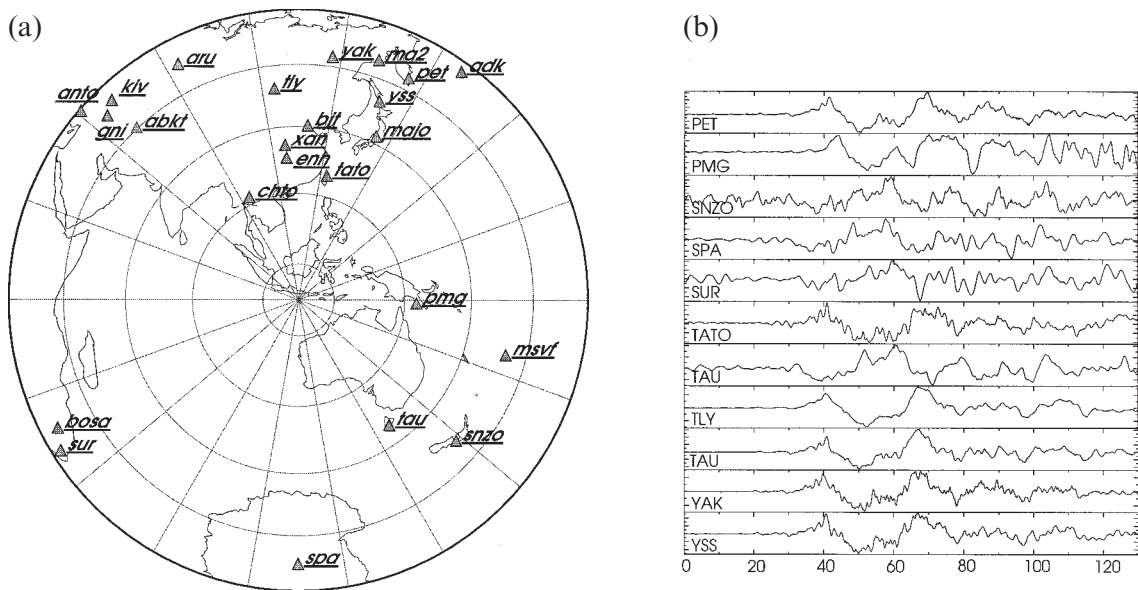 (a)
(b)
aru
yak
ma2
adk
pet
tly
kiv
anto
yss
gni
abkt
bjt
majo
xan
enh
tato
chto
pmg
msvf
bosa
tau
sur
snzo
spa
PET
PMG
SNZO
SPA
SUR
TATO
TAU
TLY
TAU
YAK
YSS
0 20 40 60 80 100 120